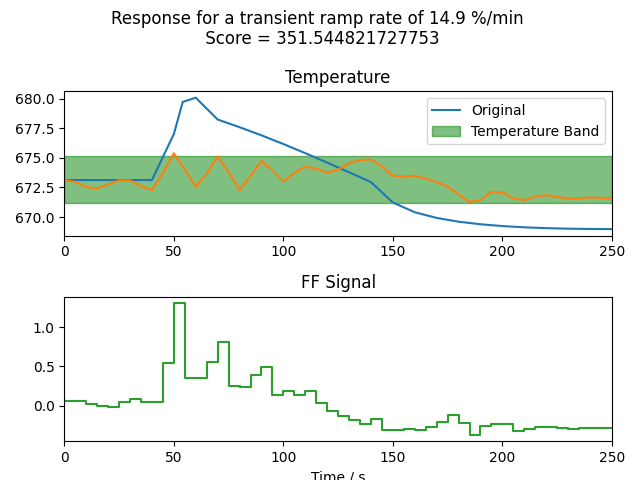 Response for a transient ramp rate of 14.9 %/min
Score = 351.544821727753
Temperature
680.0
677.5
675.0
672.5
670.0
Original
Temperature Band
0 50 100 150 200 250
FF Signal
1.0
0.5
0.0
0 50 100 150 200 250
Time / s